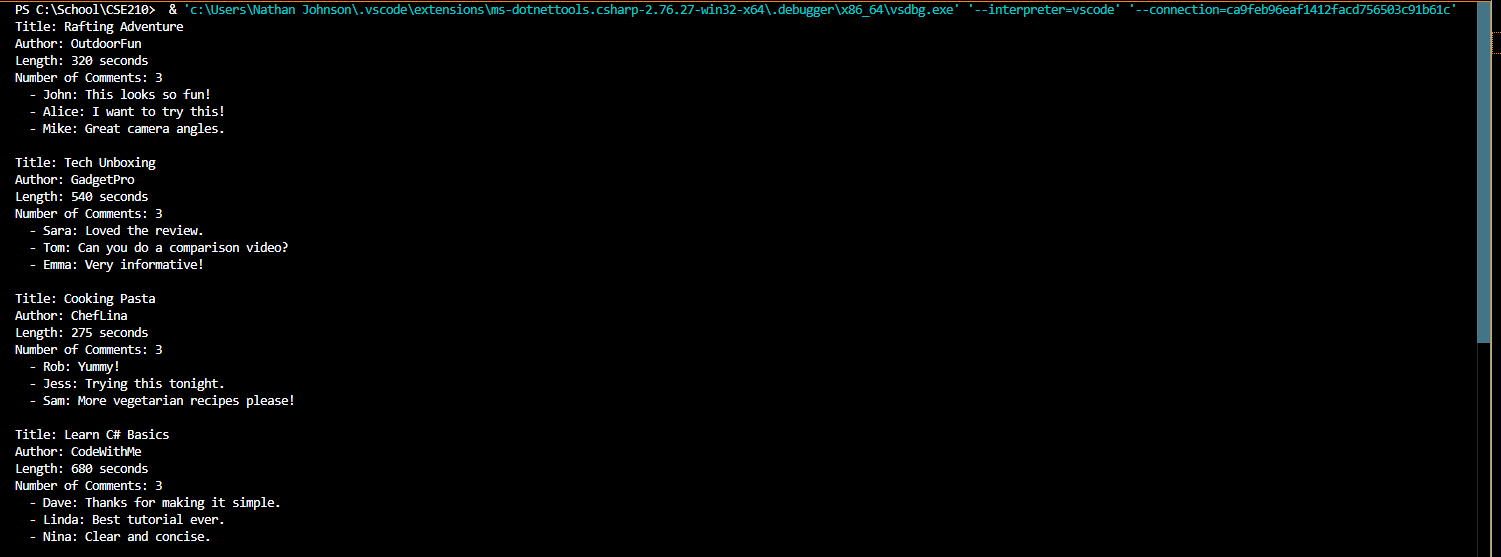 PS C:\School\CSE210>  & 'c:\Users\Nathan Johnson\.vscode\extensions\ms-dotnettools.csharp-2.76.27-win32-x64\.debugger\x86_64\vsdbg.exe' '--interpreter=vscode' '--connection=ca9feb96eaf1412facd756503c91b61c'
Title: Rafting Adventure
Author: OutdoorFun
Length: 320 seconds
Number of Comments: 3
  - John: This looks so fun!
  - Alice: I want to try this!
  - Mike: Great camera angles.

Title: Tech Unboxing
Author: GadgetPro
Length: 540 seconds
Number of Comments: 3
  - Sara: Loved the review.
  - Tom: Can you do a comparison video?
  - Emma: Very informative!

Title: Cooking Pasta
Author: ChefLina
Length: 275 seconds
Number of Comments: 3
  - Rob: Yummy!
  - Jess: Trying this tonight.
  - Sam: More vegetarian recipes please!

Title: Learn C# Basics
Author: CodeWithMe
Length: 680 seconds
Number of Comments: 3
  - Dave: Thanks for making it simple.
  - Linda: Best tutorial ever.
  - Nina: Clear and concise.